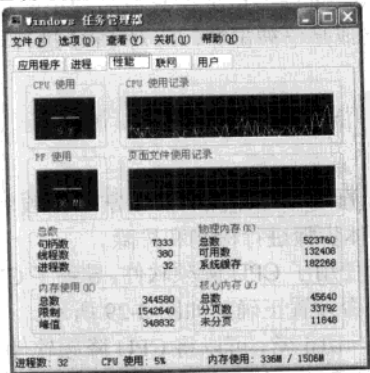 Windows 任务管理器
文件(F) 选项(O) 查看(V) 关机(U) 帮助(H)
应用程序 进程 性能 联网 用户
CPU 使用 CPU 使用记录
PF 使用 页面文件使用记录
总数 物理内存(K)
句柄数 7333 总数 523760
线程数 380 可用数 132408
进程数 32 系统缓存 182268
内存使用(K) 核心内存(K)
总数 344580 总数 45640
限制 1542640 分页数 33792
峰值 348832 未分页 11848
进程数: 32 CPU 使用: 5% 内存使用: 336M / 1506M